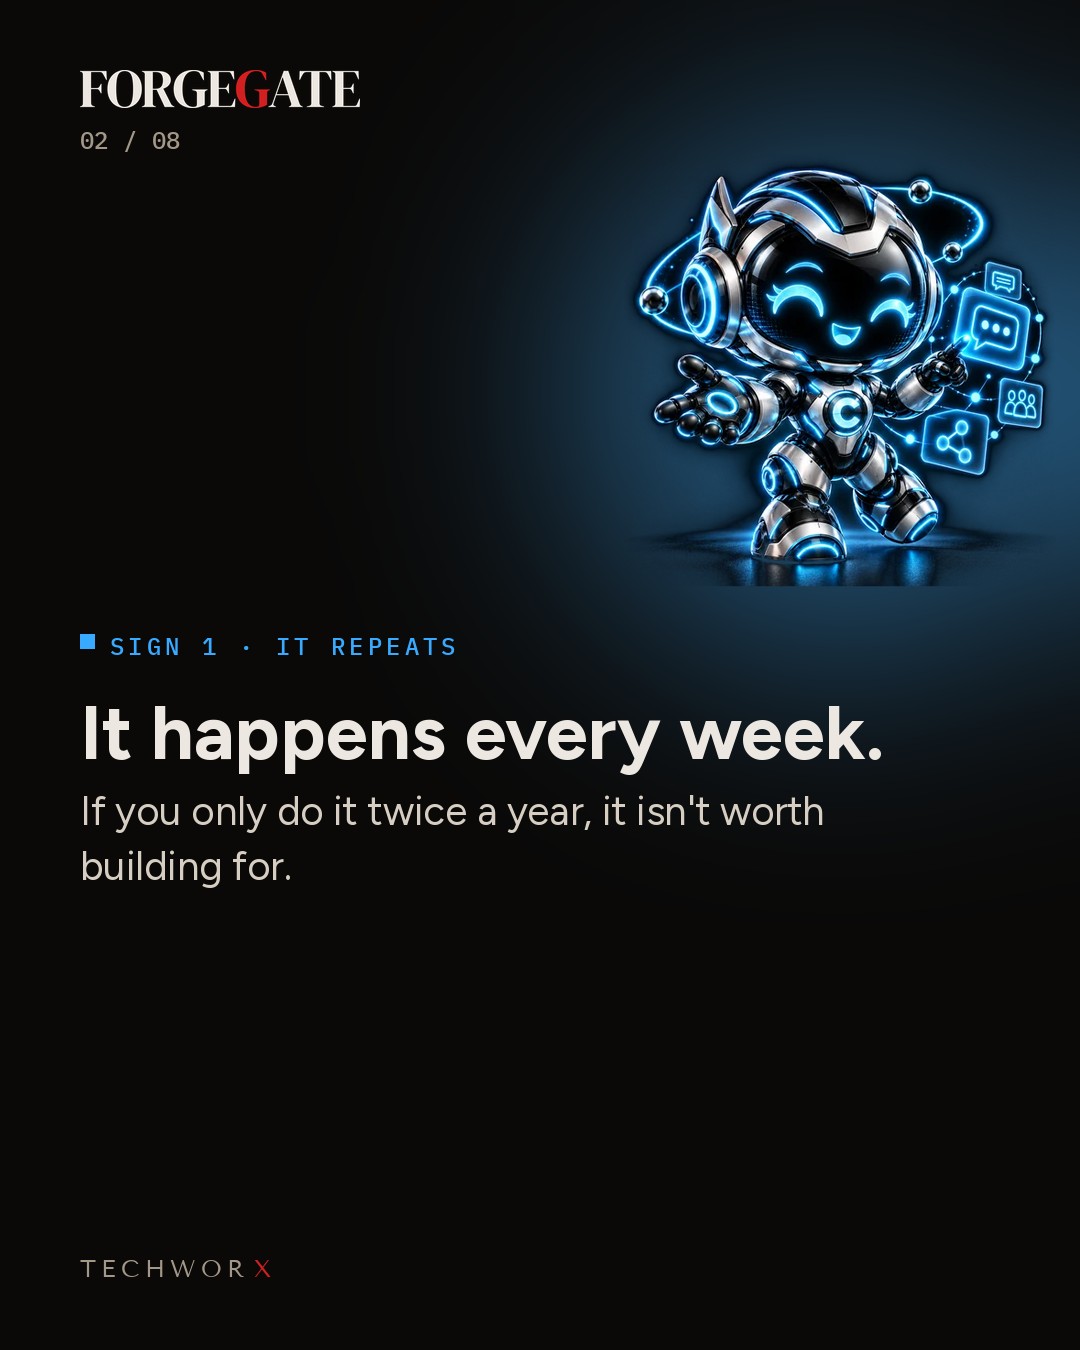 FORGEGATE
02 / 08
C
SIGN 1 · IT REPEATS
It happens every week.
If you only do it twice a year, it isn't worth
building for.
TECHWORX